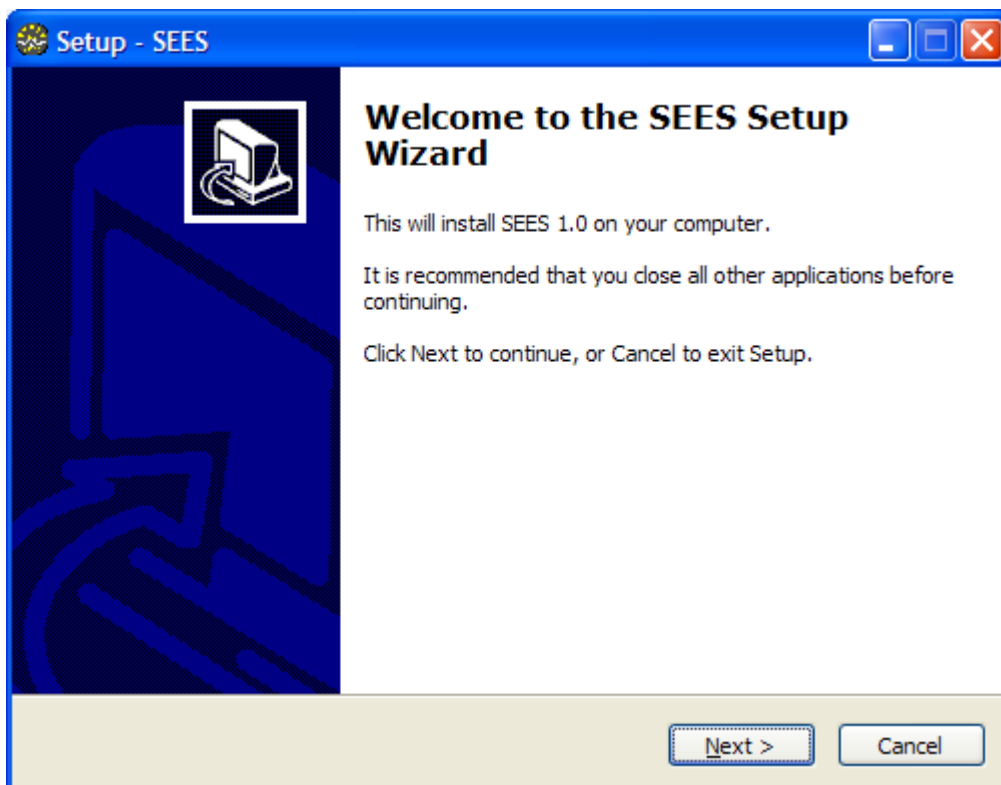 Setup - SEES
Welcome to the SEES Setup
Wizard
This will install SEES 1.0 on your computer.
It is recommended that you close all other applications before
continuing.
Click Next to continue, or Cancel to exit Setup.
Next >
Cancel